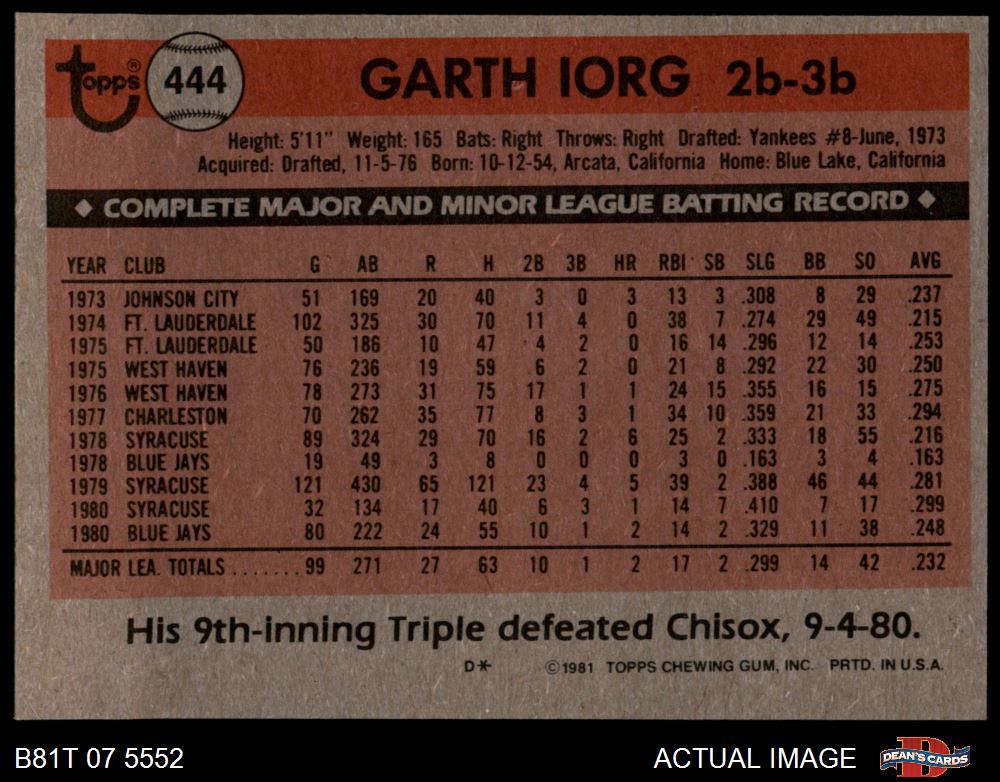 Topps® 444 GARTH IORG 2b-3b
Height: 5'11" Weight: 165 Bats: Right Throws: Right Drafted: Yankees #8-June, 1973
Acquired: Drafted, 11-5-76 Born: 10-12-54, Arcata, California Home: Blue Lake, California
◆ COMPLETE MAJOR AND MINOR LEAGUE BATTING RECORD ◆
YEAR CLUB G AB R H 2B 3B HR RBI SB SLG BB SO AVG
1973 JOHNSON CITY 51 169 20 40 3 0 3 13 3 .308 8 29 .237
1974 FT. LAUDERDALE 102 325 30 70 11 4 0 38 7 .274 29 49 .215
1975 FT. LAUDERDALE 50 186 10 47 4 2 0 16 14 .296 12 14 .253
1975 WEST HAVEN 76 236 19 59 6 2 0 21 8 .292 22 30 .250
1976 WEST HAVEN 78 273 31 75 17 1 1 24 15 .355 16 15 .275
1977 CHARLESTON 70 262 35 77 8 3 1 34 10 .359 21 33 .294
1978 SYRACUSE 89 324 29 70 16 2 6 25 2 .333 18 55 .216
1978 BLUE JAYS 19 49 3 8 0 0 0 3 0 .163 3 4 .163
1979 SYRACUSE 121 430 65 121 23 4 5 39 2 .388 46 44 .281
1980 SYRACUSE 32 134 17 40 6 3 1 14 7 .410 7 17 .299
1980 BLUE JAYS 80 222 24 55 10 1 2 14 2 .329 11 38 .248
MAJOR LEA. TOTALS ....... 99 271 27 63 10 1 2 17 2 .299 14 42 .232
His 9th-inning Triple defeated Chisox, 9-4-80.
D* ©1981 TOPPS CHEWING GUM, INC. PRTD. IN U.S.A.
B81T 07 5552 ACTUAL IMAGE DEAN'S CARDS